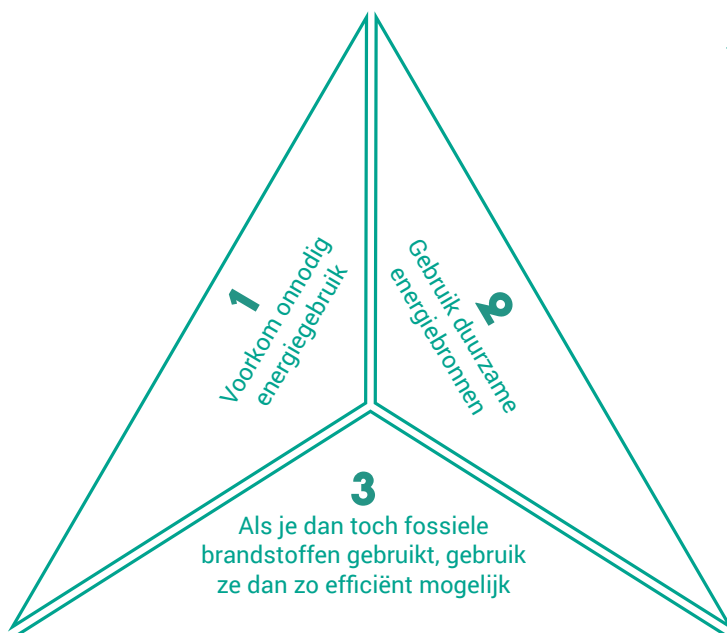 1
Voorkom onnodig
energiegebruik
2
Gebruik duurzame
energiebronnen
3
Als je dan toch fossiele
brandstoffen gebruikt, gebruik
ze dan zo efficiënt mogelijk